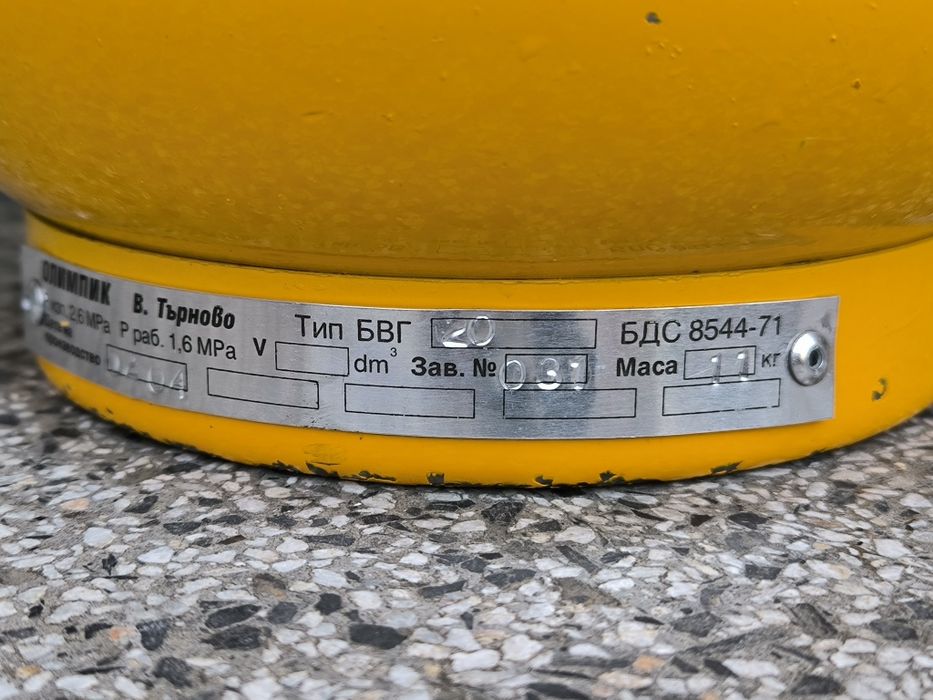 ОЛИМПИК В. Търново Тип БВГ 20 БДС 8544-71
2,6 MPa Р раб. 1,6 MPa V dm³ Зав. № 031 Маса 11 кг
производство